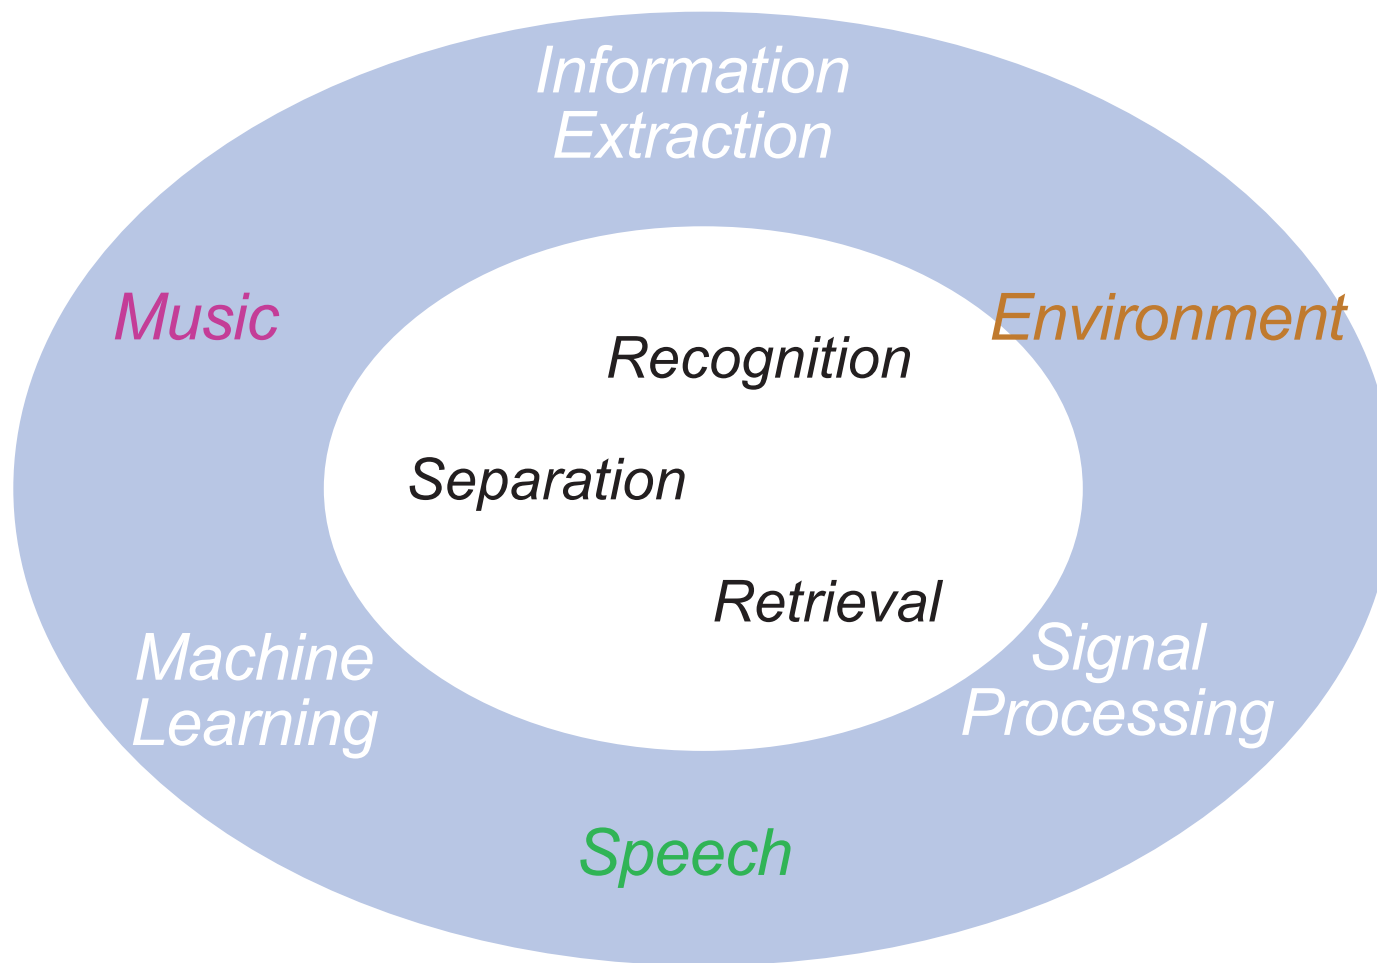 Information
Extraction
Music
Environment
Recognition
Separation
Retrieval
Machine
Learning
Signal
Processing
Speech